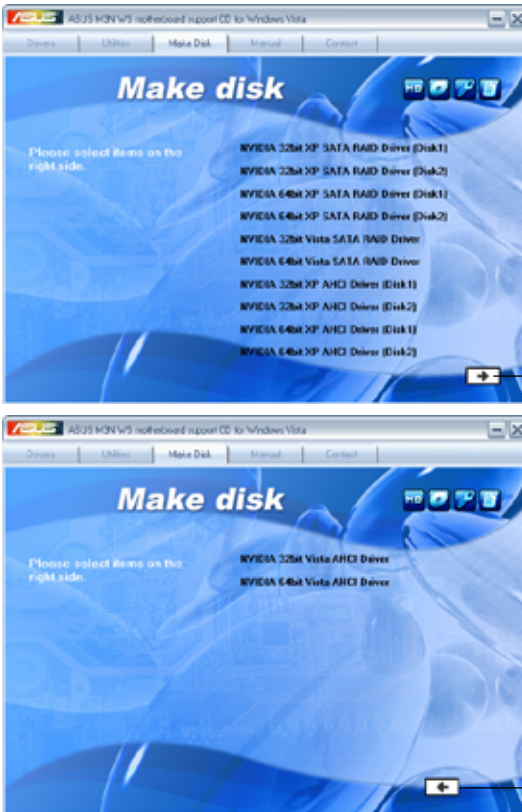 ASUS ASUS M3N WS motherboard support CD for Windows Vista
Drivers Utilities Make Disk Manual Contact
Make disk
Please select items on the
right side.
NVIDIA 32bit XP SATA RAID Driver (Disk1)
NVIDIA 32bit XP SATA RAID Driver (Disk2)
NVIDIA 64bit XP SATA RAID Driver (Disk1)
NVIDIA 64bit XP SATA RAID Driver (Disk2)
NVIDIA 32bit Vista SATA RAID Driver
NVIDIA 64bit Vista SATA RAID Driver
NVIDIA 32bit XP AHCI Driver (Disk1)
NVIDIA 32bit XP AHCI Driver (Disk2)
NVIDIA 64bit XP AHCI Driver (Disk1)
NVIDIA 64bit XP AHCI Driver (Disk2)
ASUS ASUS M3N WS motherboard support CD for Windows Vista
Drivers Utilities Make Disk Manual Contact
Make disk
Please select items on the
right side.
NVIDIA 32bit Vista AHCI Driver
NVIDIA 64bit Vista AHCI Driver